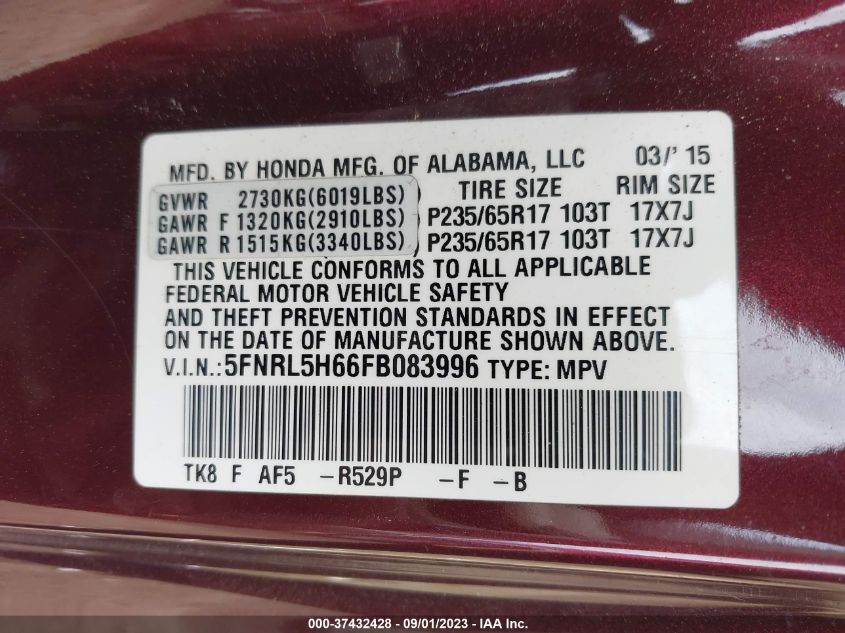 MFD. BY HONDA MFG. OF ALABAMA, LLC 03/' 15
GVWR 2730KG(6019LBS) TIRE SIZE RIM SIZE
GAWR F 1320KG(2910LBS) P235/65R17 103T 17X7J
GAWR R 1515KG(3340LBS) P235/65R17 103T 17X7J
THIS VEHICLE CONFORMS TO ALL APPLICABLE
FEDERAL MOTOR VEHICLE SAFETY
AND THEFT PREVENTION STANDARDS IN EFFECT
ON THE DATE OF MANUFACTURE SHOWN ABOVE.
V.I.N.:5FNRL5H66FB083996 TYPE: MPV
TK8 F AF5 -R529P -F -B
000-37432428 - 09/01/2023 - IAA Inc.